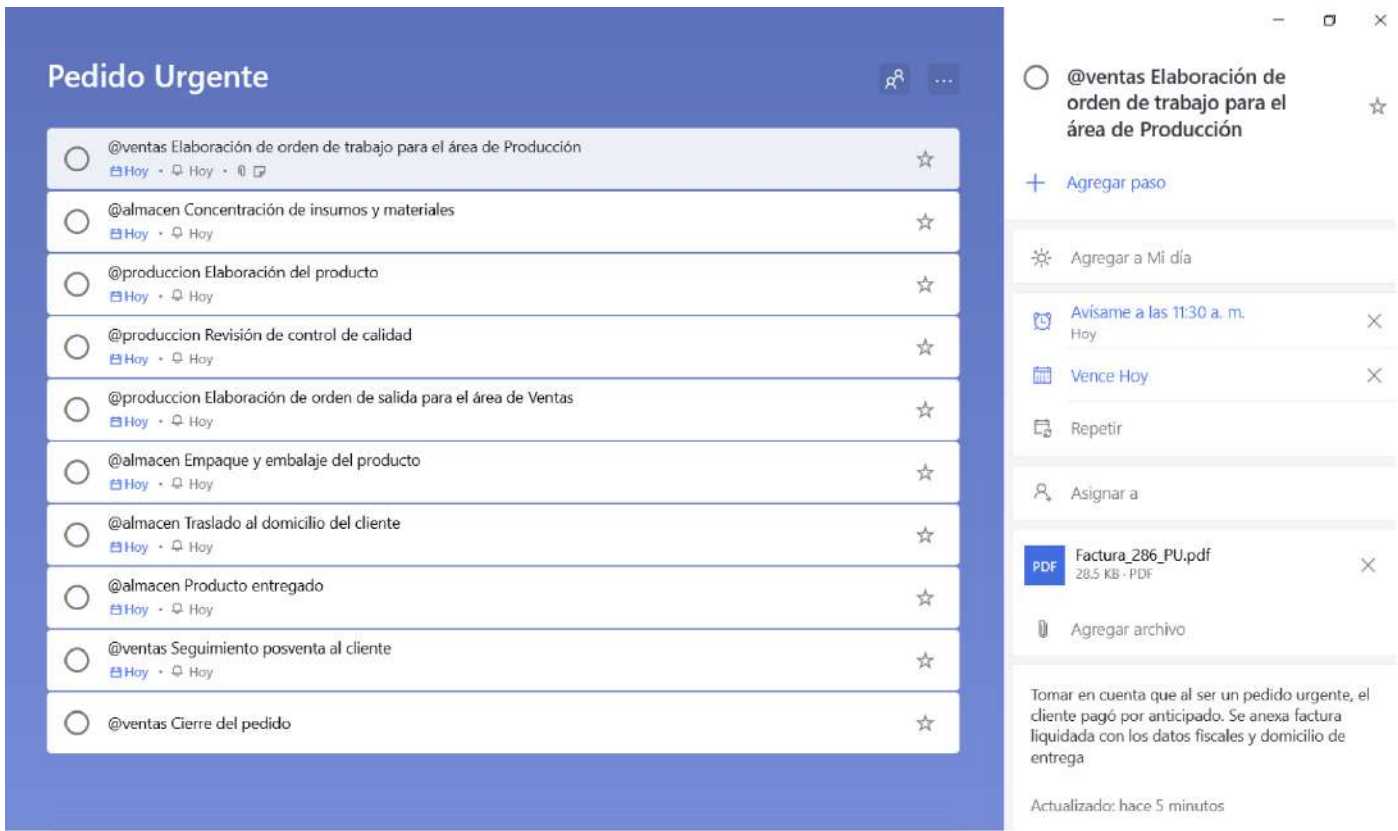 Pedido Urgente
@ventas Elaboración de orden de trabajo para el área de Producción
Hoy • Hoy •
@almacen Concentración de insumos y materiales
Hoy • Hoy
@produccion Elaboración del producto
Hoy • Hoy
@produccion Revisión de control de calidad
Hoy • Hoy
@produccion Elaboración de orden de salida para el área de Ventas
Hoy • Hoy
@almacen Empaque y embalaje del producto
Hoy • Hoy
@almacen Traslado al domicilio del cliente
Hoy • Hoy
@almacen Producto entregado
Hoy • Hoy
@ventas Seguimiento posventa al cliente
Hoy • Hoy
@ventas Cierre del pedido
@ventas Elaboración de
orden de trabajo para el
área de Producción
Agregar paso
Agregar a Mi día
Avísame a las 11:30 a. m.
Hoy
Vence Hoy
Repetir
Asignar a
PDF
Factura_286_PU.pdf
28.5 KB · PDF
Agregar archivo
Tomar en cuenta que al ser un pedido urgente, el
cliente pagó por anticipado. Se anexa factura
liquidada con los datos fiscales y domicilio de
entrega
Actualizado: hace 5 minutos